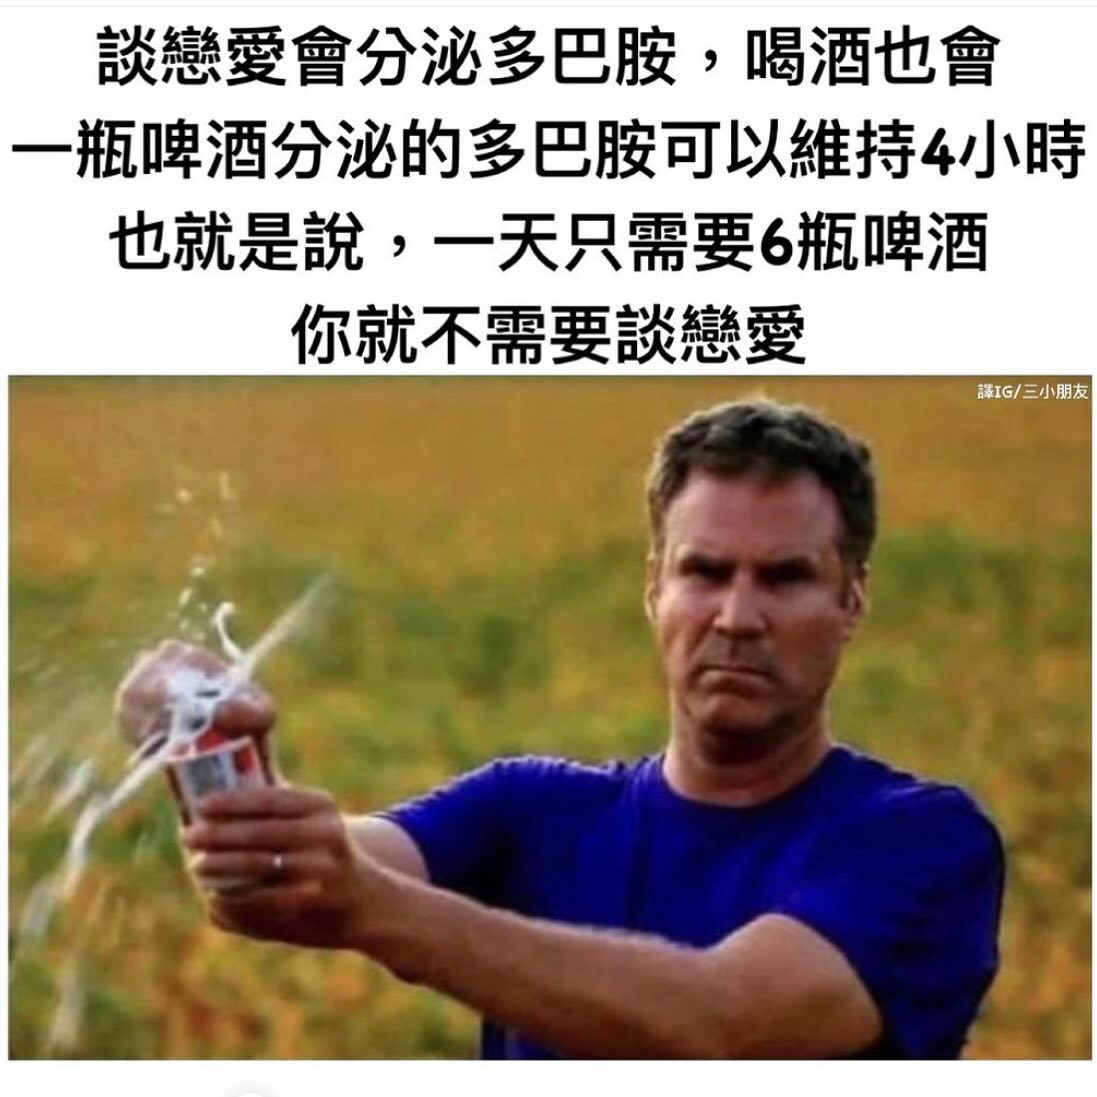 談戀愛會分泌多巴胺，喝酒也會
一瓶啤酒分泌的多巴胺可以維持4小時
也就是說，一天只需要6瓶啤酒
你就不需要談戀愛
譯IG/三小朋友